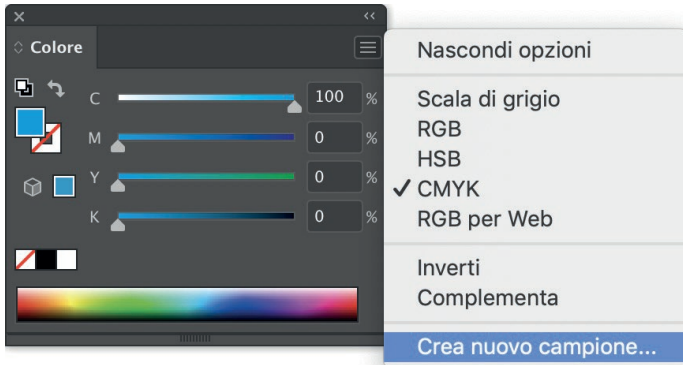 Colore
C 100 %
M 0 %
Y 0 %
K 0 %
Nascondi opzioni
Scala di grigio
RGB
HSB
CMYK
RGB per Web
Inverti
Complementa
Crea nuovo campione...